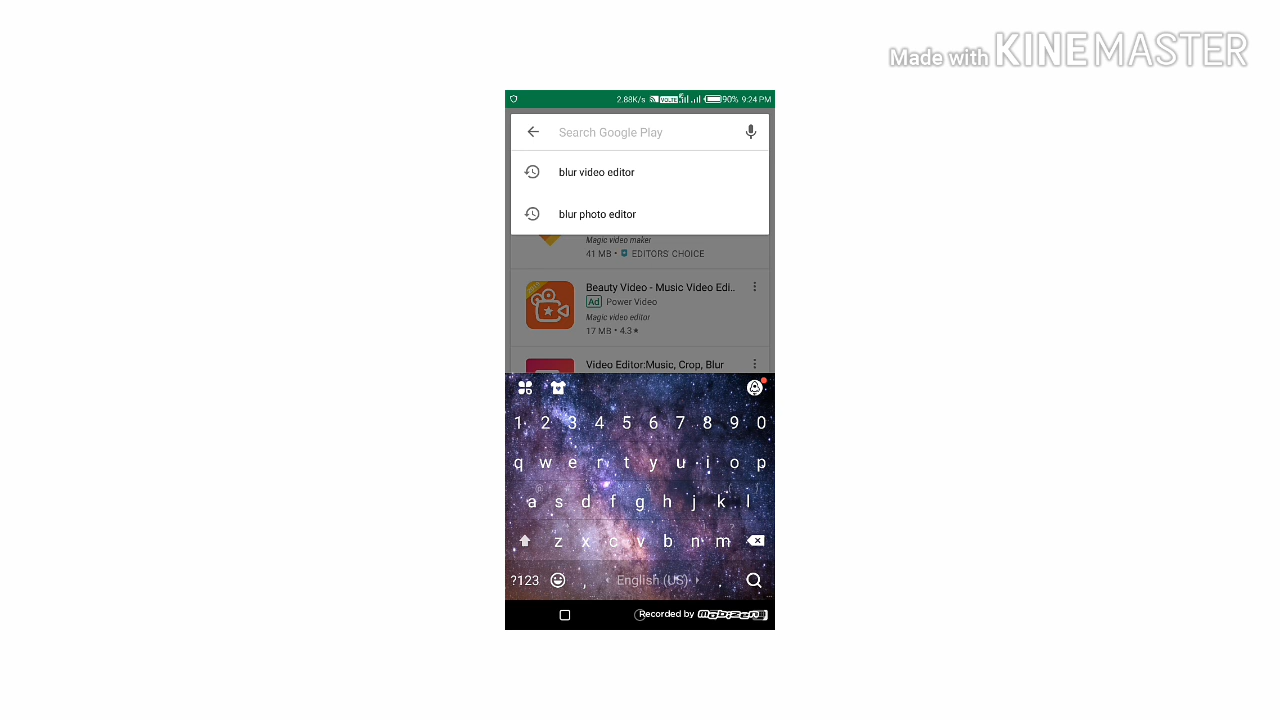 Made with KINEMASTER
2.88K/s VOLTE 90% 9:24 PM
Search Google Play
blur video editor
blur photo editor
Magic video maker
41 MB • EDITORS' CHOICE
Beauty Video - Music Video Edi..
Ad Power Video
Magic video editor
17 MB • 4.3 ★
Video Editor:Music, Crop, Blur
1 2 3 4 5 6 7 8 9 0
q w e r t y u i o p
a s d f g h j k l
z x c v b n m
?123 , English (US) .
Recorded by mobizen